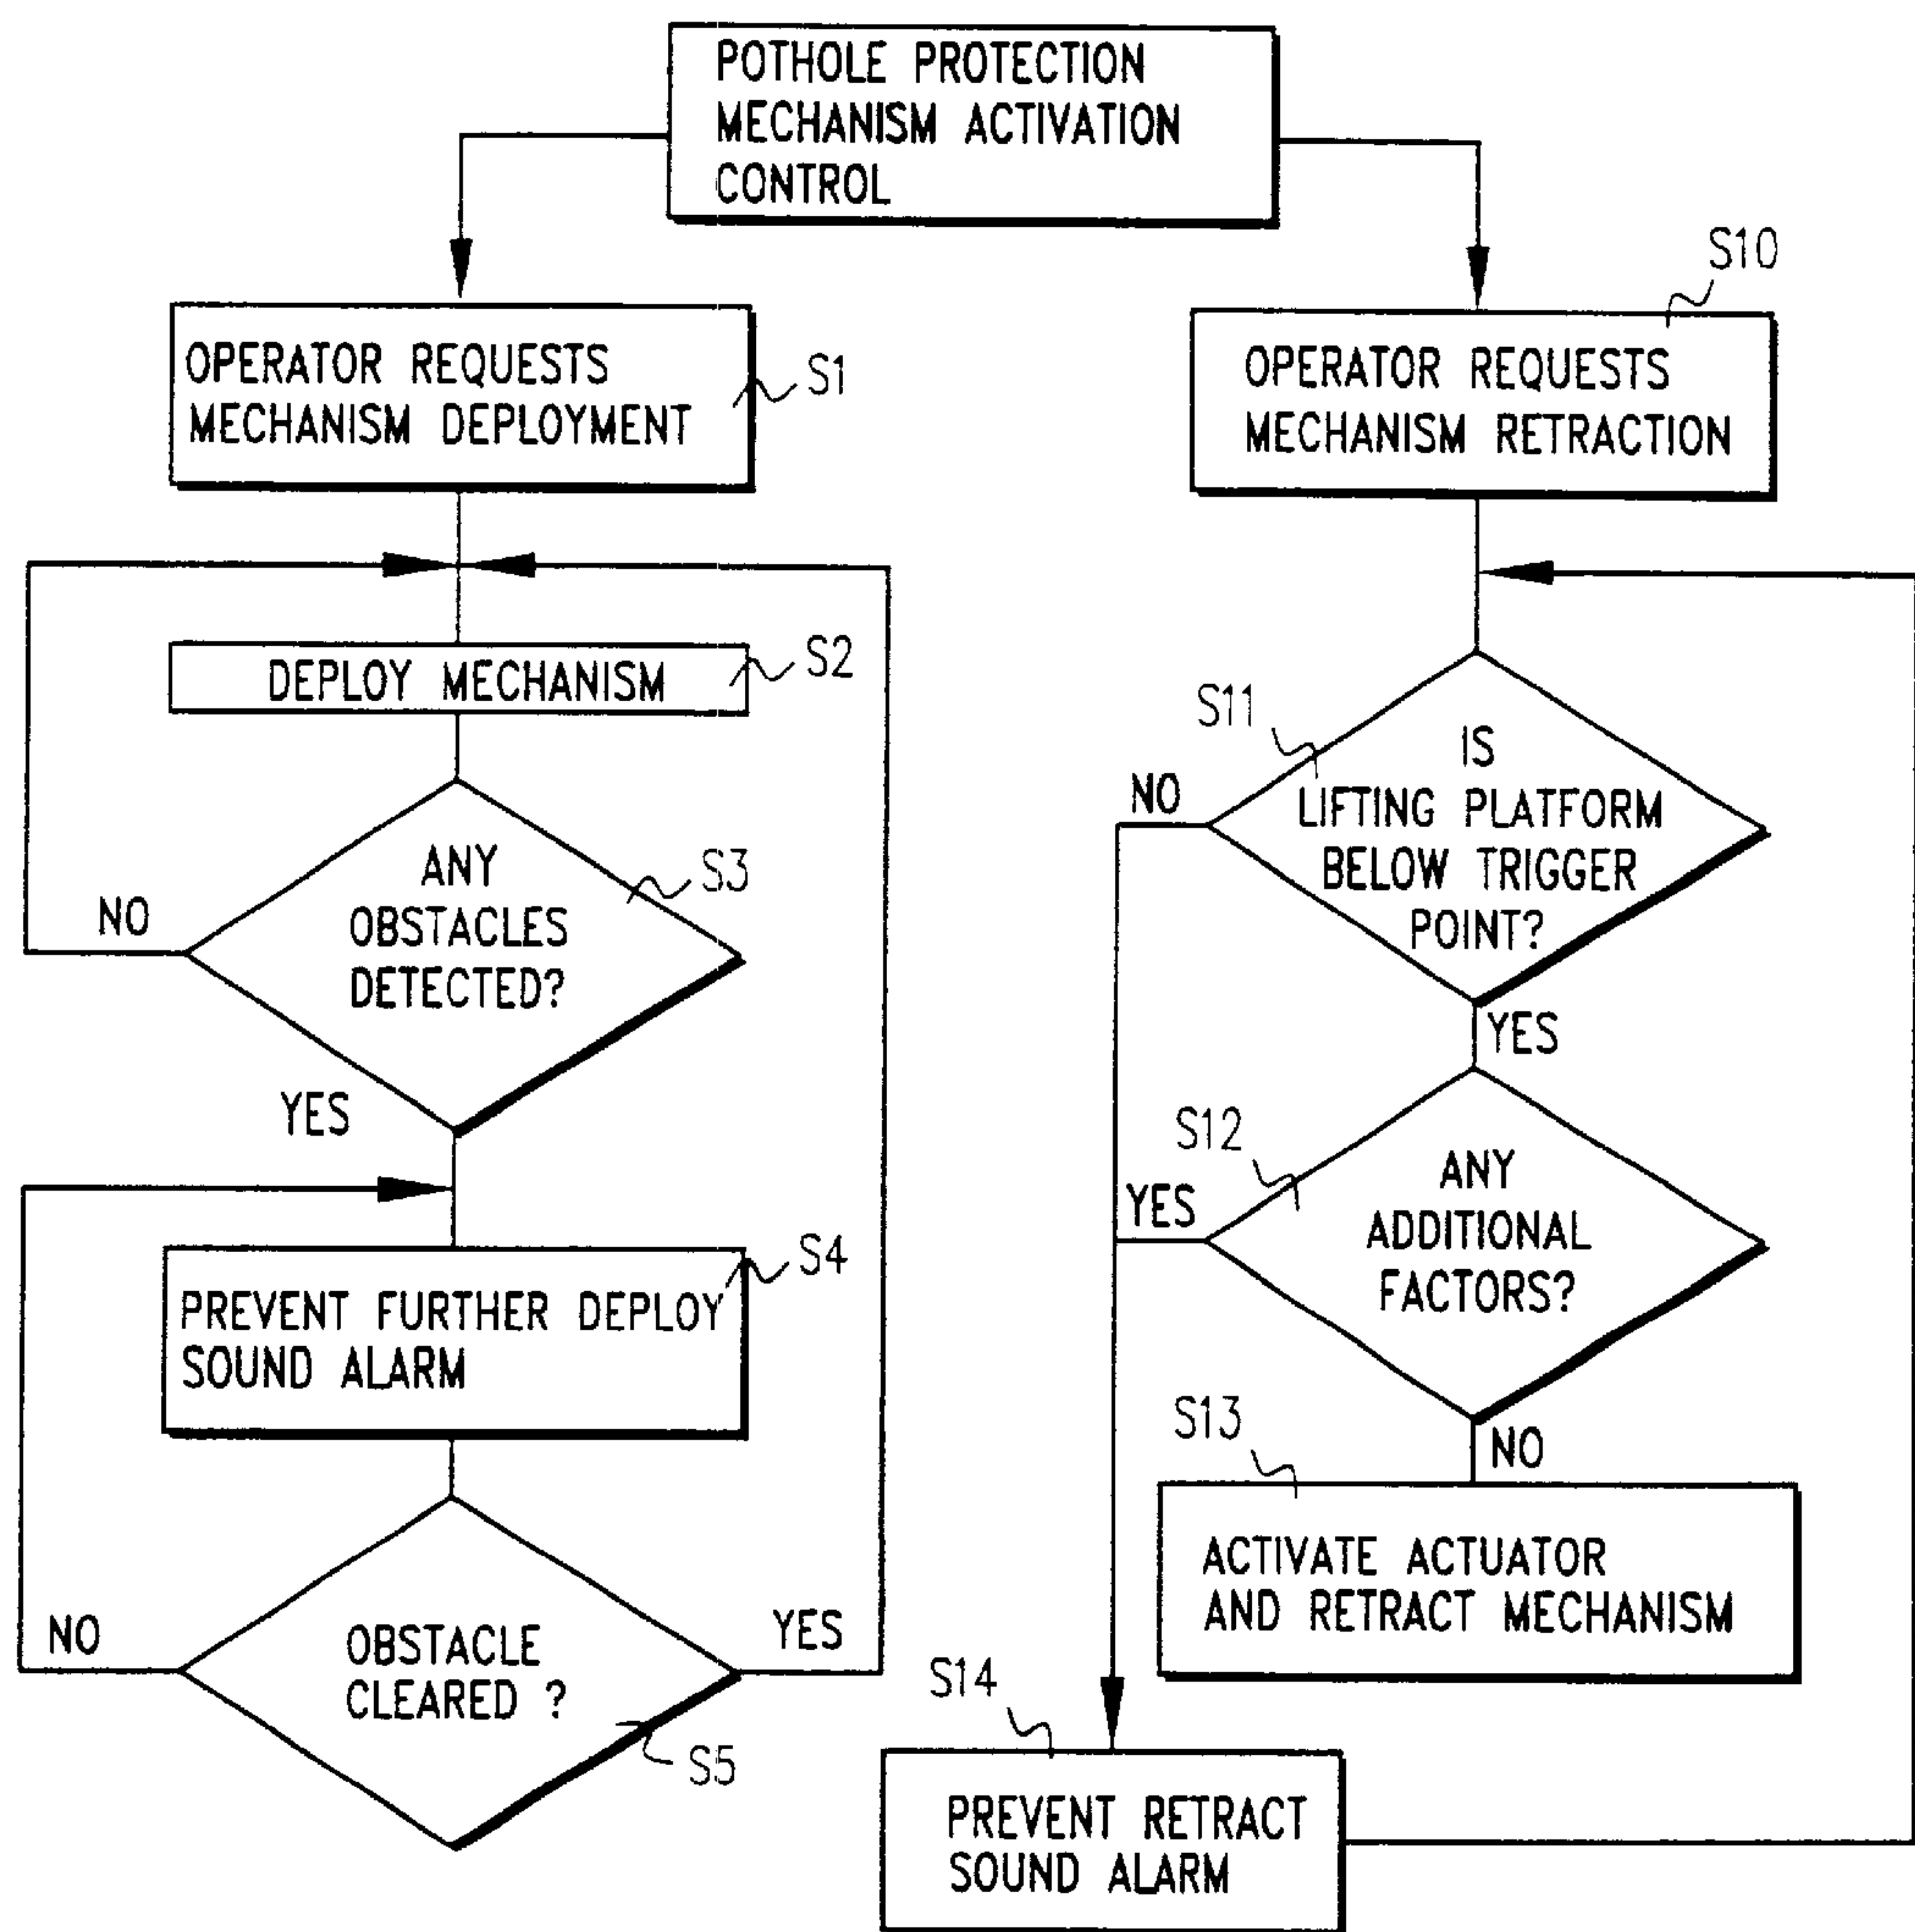 POTHOLE PROTECTION
MECHANISM ACTIVATION
CONTROL
OPERATOR REQUESTS
MECHANISM DEPLOYMENT
S1
DEPLOY MECHANISM
S2
ANY
OBSTACLES
DETECTED?
S3
NO
YES
PREVENT FURTHER DEPLOY
SOUND ALARM
S4
OBSTACLE
CLEARED ?
S5
NO
YES
S10
OPERATOR REQUESTS
MECHANISM RETRACTION
S11
IS
LIFTING PLATFORM
BELOW TRIGGER
POINT?
NO
YES
S12
ANY
ADDITIONAL
FACTORS?
YES
NO
S13
ACTIVATE ACTUATOR
AND RETRACT MECHANISM
S14
PREVENT RETRACT
SOUND ALARM